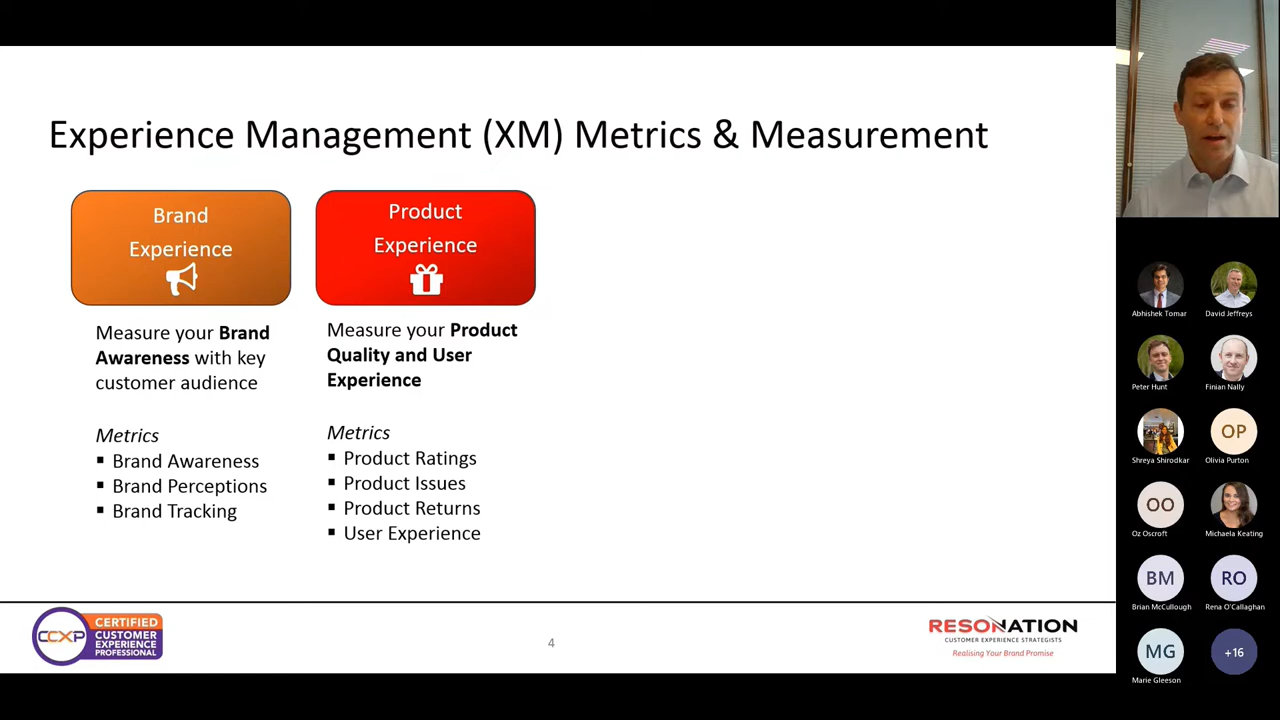 Experience Management (XM) Metrics & Measurement
Brand
Experience
Measure your Brand
Awareness with key
customer audience
Metrics
▪ Brand Awareness
▪ Brand Perceptions
▪ Brand Tracking
Product
Experience
Measure your Product
Quality and User
Experience
Metrics
▪ Product Ratings
▪ Product Issues
▪ Product Returns
▪ User Experience
CCXP
CERTIFIED
CUSTOMER
EXPERIENCE
PROFESSIONAL
4
RESONATION
CUSTOMER EXPERIENCE STRATEGISTS
Realising Your Brand Promise
Abhishek Tomar
David Jeffreys
Peter Hunt
Finian Nally
Shreya Shirodkar
OP
Olivia Purton
OO
Oz Oscroft
Michaela Keating
BM
Brian McCullough
RO
Rena O'Callaghan
MG
Marie Gleeson
+16